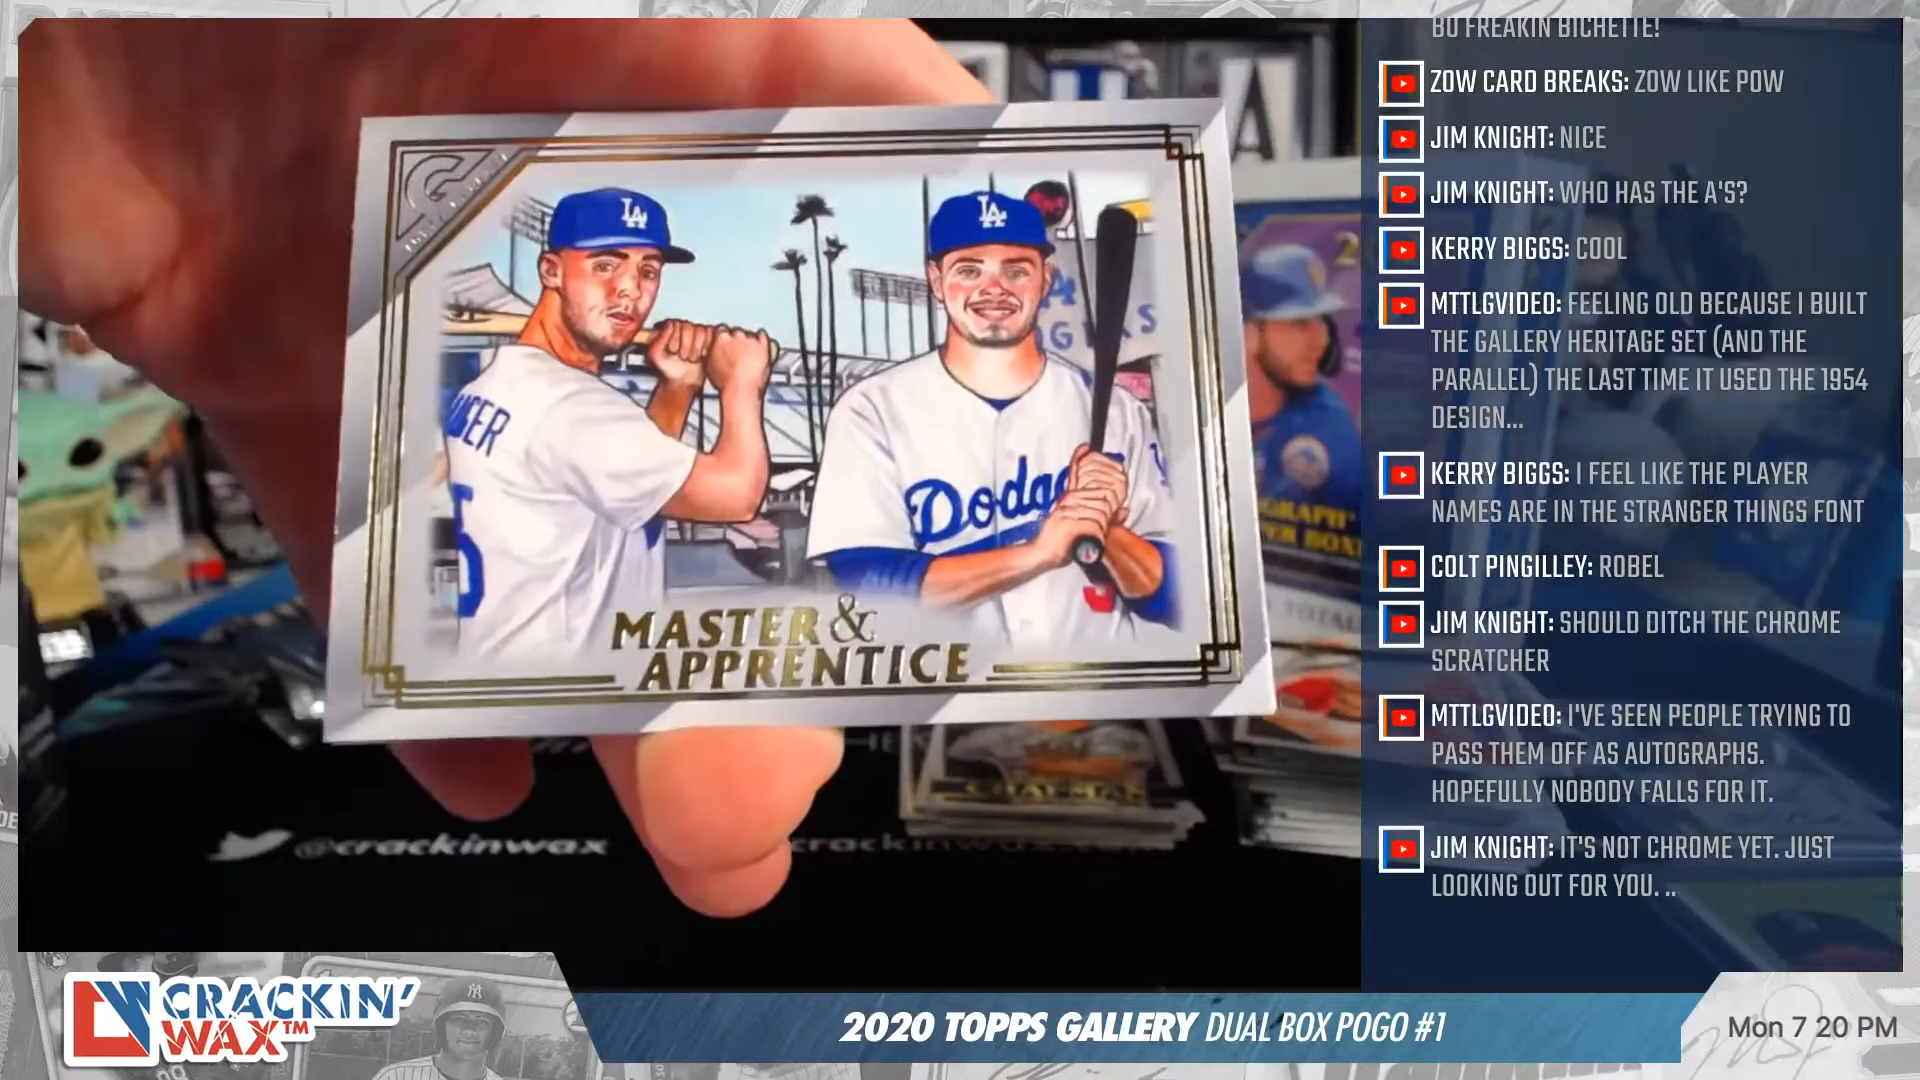 BO FREAKIN BICHETTE!
ZOW CARD BREAKS: ZOW LIKE POW
JIM KNIGHT: NICE
JIM KNIGHT: WHO HAS THE A'S?
KERRY BIGGS: COOL
MTTLGVIDEO: FEELING OLD BECAUSE I BUILT
THE GALLERY HERITAGE SET (AND THE
PARALLEL) THE LAST TIME IT USED THE 1954
DESIGN...
KERRY BIGGS: I FEEL LIKE THE PLAYER
NAMES ARE IN THE STRANGER THINGS FONT
COLT PINGILLEY: ROBEL
JIM KNIGHT: SHOULD DITCH THE CHROME
SCRATCHER
MTTLGVIDEO: I'VE SEEN PEOPLE TRYING TO
PASS THEM OFF AS AUTOGRAPHS.
HOPEFULLY NOBODY FALLS FOR IT.
JIM KNIGHT: IT'S NOT CHROME YET. JUST
LOOKING OUT FOR YOU. ..
G
LA
LA
Dodge
5
MASTER &
APPRENTICE
TOTAL
@crackinwax
CRACKIN'
WAX™
2020 TOPPS GALLERY DUAL BOX POGO #1
Mon 7 20 PM